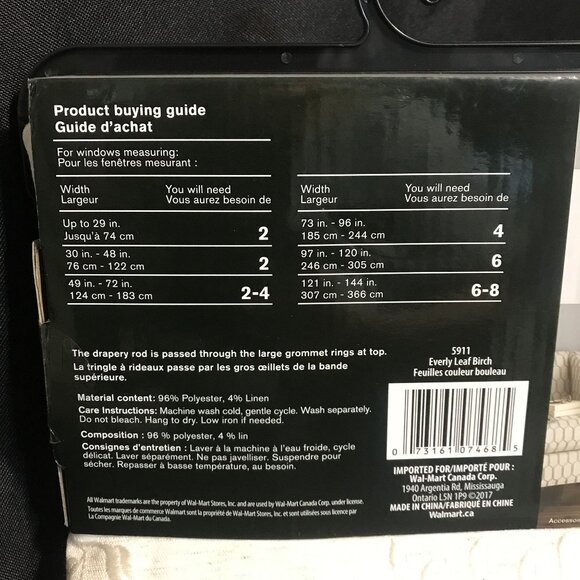 Product buying guide
Guide d'achat
For windows measuring:
Pour les fenêtres mesurant :
Width
Largeur
You will need
Vous aurez besoin de
Up to 29 in.
Jusqu'à 74 cm
2
30 in. - 48 in.
76 cm - 122 cm
2
49 in. - 72 in.
124 cm - 183 cm
2-4
Width
Largeur
You will need
Vous aurez besoin de
73 in. - 96 in.
185 cm - 244 cm
4
97 in. - 120 in.
246 cm - 305 cm
6
121 in. - 144 in.
307 cm - 366 cm
6-8
The drapery rod is passed through the large grommet rings at top.
La tringle à rideaux passe par les gros œillets de la bande
supérieure.
Material content: 96% Polyester, 4% Linen
Care Instructions: Machine wash cold, gentle cycle. Wash separately.
Do not bleach. Hang to dry. Low iron if needed.
Composition : 96 % polyester, 4 % lin
Consignes d'entretien : Laver à la machine à l'eau froide, cycle
délicat. Laver séparément. Ne pas javelliser. Suspendre pour
sécher. Repasser à basse température, au besoin.
All Walmart trademarks are the property of Wal-Mart Stores, Inc. and are used by Wal-Mart Canada Corp. under license.
Toutes les marques de commerce Walmart sont la propriété de Wal-Mart Stores, Inc. et sont utilisées sous licence par
La Compagnie Wal-Mart du Canada.
5911
Everly Leaf Birch
Feuilles couleur bouleau
0 73161 07468 5
IMPORTED FOR/IMPORTÉ POUR :
Wal-Mart Canada Corp.
1940 Argentia Rd, Mississauga
Ontario L5N 1P9 ©2017
MADE IN CHINA/FABRIQUÉ EN CHINE
Walmart.ca